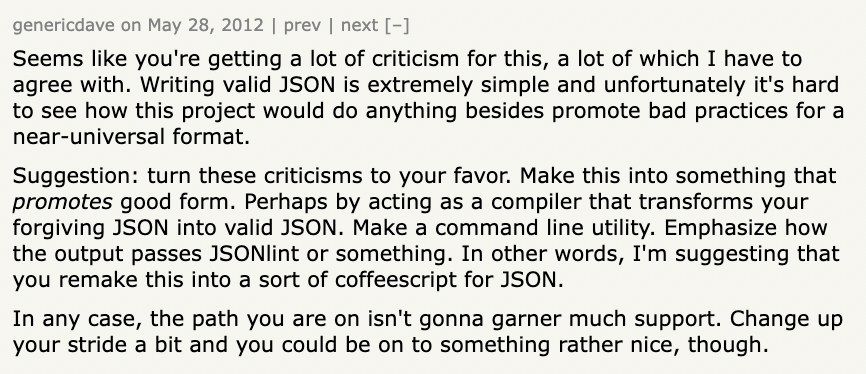 genericdave on May 28, 2012 | prev | next [–]
Seems like you're getting a lot of criticism for this, a lot of which I have to
agree with. Writing valid JSON is extremely simple and unfortunately it's hard
to see how this project would do anything besides promote bad practices for a
near-universal format.
Suggestion: turn these criticisms to your favor. Make this into something that
promotes good form. Perhaps by acting as a compiler that transforms your
forgiving JSON into valid JSON. Make a command line utility. Emphasize how
the output passes JSONlint or something. In other words, I'm suggesting that
you remake this into a sort of coffeescript for JSON.
In any case, the path you are on isn't gonna garner much support. Change up
your stride a bit and you could be on to something rather nice, though.